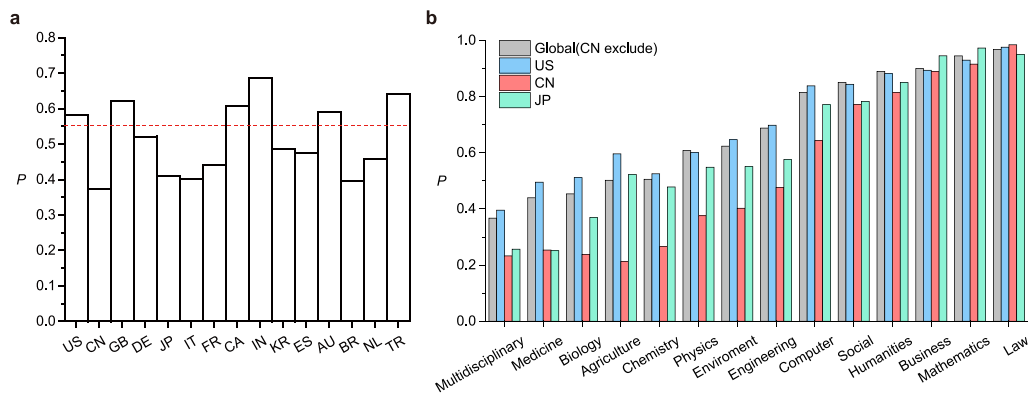 a
0.8
0.7
0.6
0.5
P
0.4
0.3
0.2
0.1
0.0
US CN GB DE JP IT FR CA IN KR ES AU BR NL TR
b
Global(CN exclude)
US
CN
JP
1.0
0.8
0.6
P
0.4
0.2
0.0
Multidisciplinary Medicine Biology Agriculture Chemistry Physics Enviroment Engineering Computer Social Humanities Business Mathematics Law